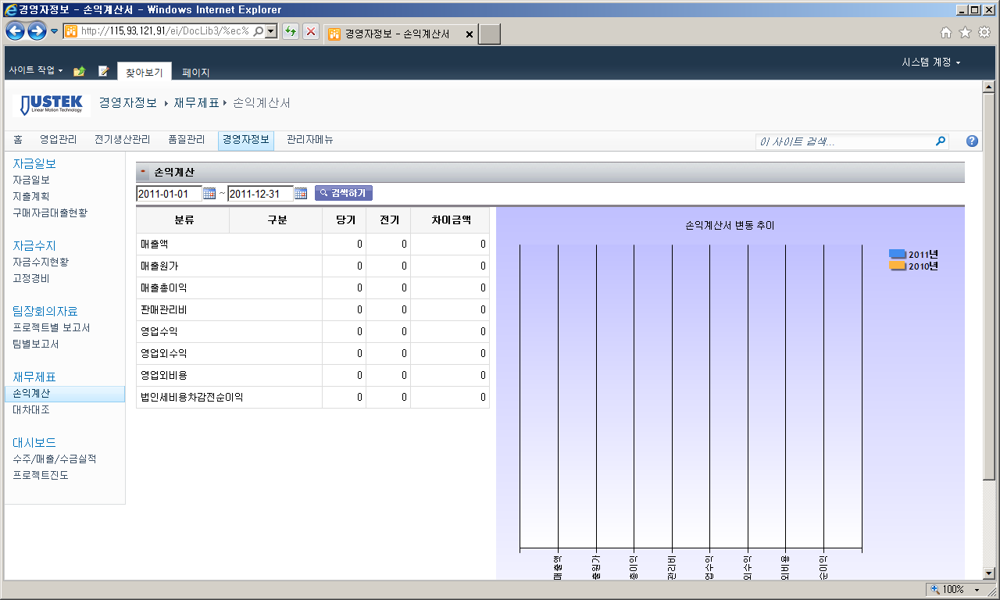 경영자정보 - 손익계산서 - Windows Internet Explorer
http://115.93.121.91/ei/DocLib3/%ec%
경영자정보 - 손익계산서
사이트 작업
찾아보기
페이지
시스템 계정
JUSTEK
Linear Motion Technology
경영자정보 재무제표 손익계산서
홈 영업관리 전기생산관리 품질관리 경영자정보 관리자메뉴
이 사이트 검색...
자금일보
자금일보
지출계획
구매자금대출현황
자금수지
자금수지현황
고정경비
팀장회의자료
프로젝트별 보고서
팀별보고서
재무제표
손익계산
대차대조
대시보드
수주/매출/수금실적
프로젝트진도
손익계산
2011-01-01 ~ 2011-12-31 검색하기
분류 구분 당기 전기 차이금액
매출액 0 0 0
매출원가 0 0 0
매출총이익 0 0 0
판매관리비 0 0 0
영업수익 0 0 0
영업외수익 0 0 0
영업외비용 0 0 0
법인세비용차감전순이익 0 0 0
손익계산서 변동 추이
2011년
2010년
매출액
출원가
총이익
관리비
업수익
외수익
외비용
순이익
100%